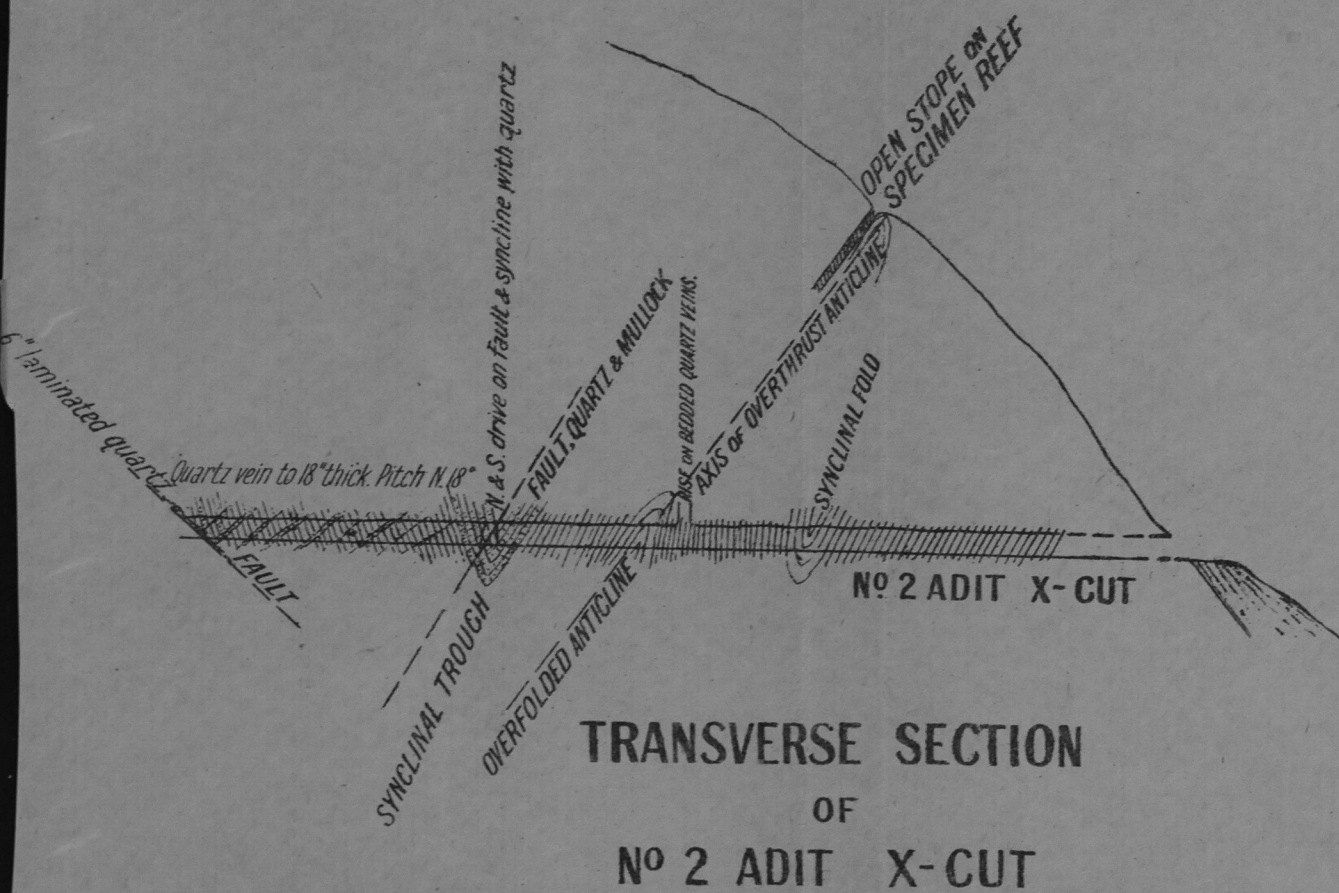 OPEN STOPE ON
SPECIMEN REEF
N. & S. drive on fault & syncline with quartz
FAULT, QUARTZ & MULLOCK
RISE ON BEDDED QUARTZ VEINS.
AXIS OF OVERTHRUST ANTICLINE
SYNCLINAL FOLD
6" laminated quartz
Quartz vein to 18" thick. Pitch N. 18°
FAULT
SYNCLINAL TROUGH
OVERFOLDED ANTICLINE
Nº 2 ADIT X-CUT
TRANSVERSE SECTION
OF
Nº 2 ADIT X-CUT